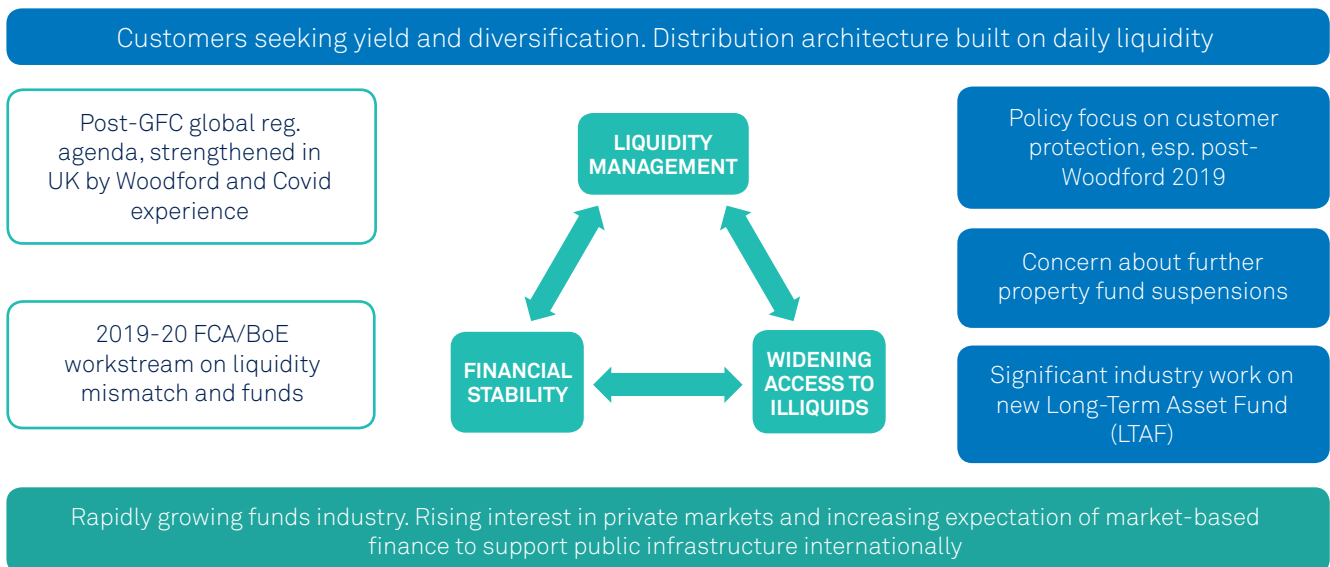 Customers seeking yield and diversification. Distribution architecture built on daily liquidity
Post-GFC global reg.
agenda, strengthened in
UK by Woodford and Covid
experience
2019-20 FCA/BoE
workstream on liquidity
mismatch and funds
LIQUIDITY
MANAGEMENT
FINANCIAL
STABILITY
WIDENING
ACCESS TO
ILLIQUIDS
Policy focus on customer
protection, esp. post-
Woodford 2019
Concern about further
property fund suspensions
Significant industry work on
new Long-Term Asset Fund
(LTAF)
Rapidly growing funds industry. Rising interest in private markets and increasing expectation of market-based
finance to support public infrastructure internationally